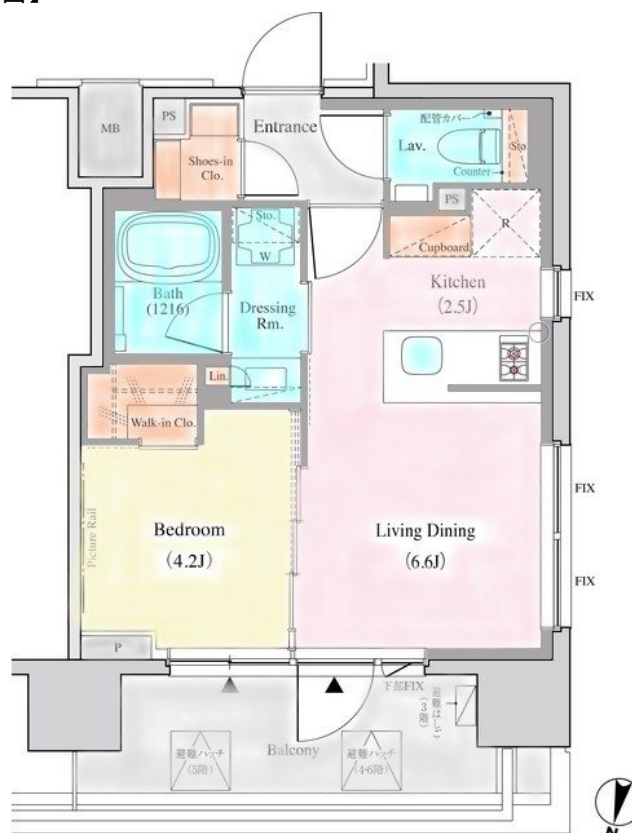 MB
PS
Shoes-in
Clo.
Entrance
配管カバー
Lav.
Sto.
Counter
PS
R
Cupboard
Kitchen
(2.5J)
FIX
Sto.
W
Bath
(1216)
Dressing
Rm.
Lin.
Walk-in Clo.
Picture Rail
Bedroom
(4.2J)
Living Dining
(6.6J)
FIX
FIX
P
下部FIX
避難はしご
(3階)
避難ハッチ
(5階)
Balcony
避難ハッチ
(4・6階)
N